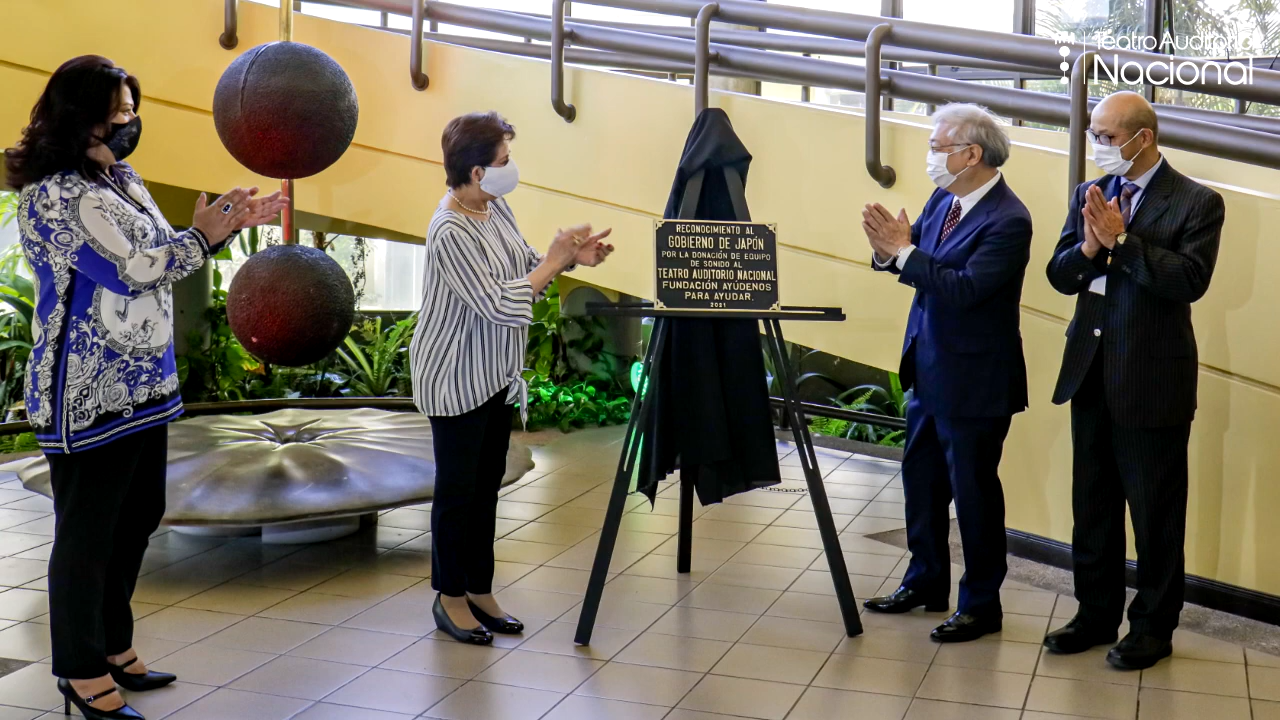 Teatro Auditorio
Nacional
RECONOCIMIENTO AL
GOBIERNO DE JAPÓN
POR LA DONACIÓN DE EQUIPO
DE SONIDO AL
TEATRO AUDITORIO NACIONAL
FUNDACIÓN AYÚDENOS
PARA AYUDAR.
2021